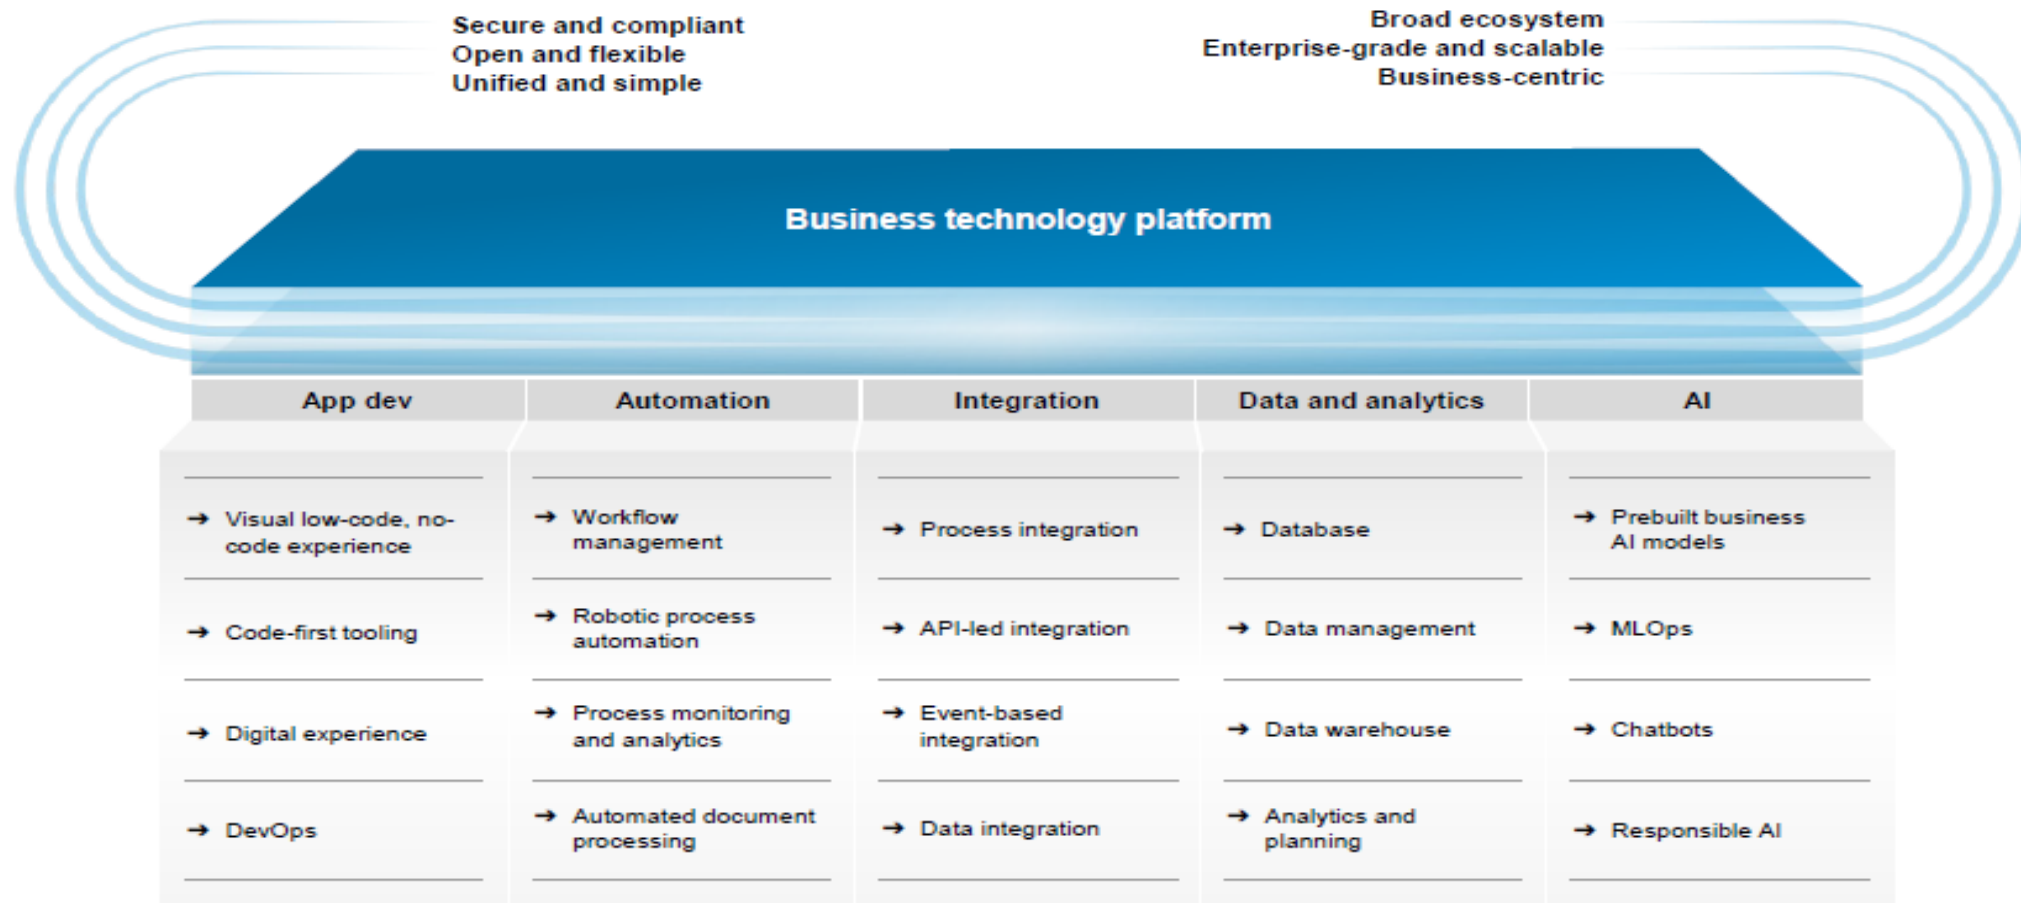 Secure and compliant
Open and flexible
Unified and simple
Broad ecosystem
Enterprise-grade and scalable
Business-centric
Business technology platform
App dev
Automation
Integration
Data and analytics
AI
➔ Visual low-code, no-
code experience
➔ Code-first tooling
➔ Digital experience
➔ DevOps
➔ Workflow
management
➔ Robotic process
automation
➔ Process monitoring
and analytics
➔ Automated document
processing
➔ Process integration
➔ API-led integration
➔ Event-based
integration
➔ Data integration
➔ Database
➔ Data management
➔ Data warehouse
➔ Analytics and
planning
➔ Prebuilt business
AI models
➔ MLOps
➔ Chatbots
➔ Responsible AI